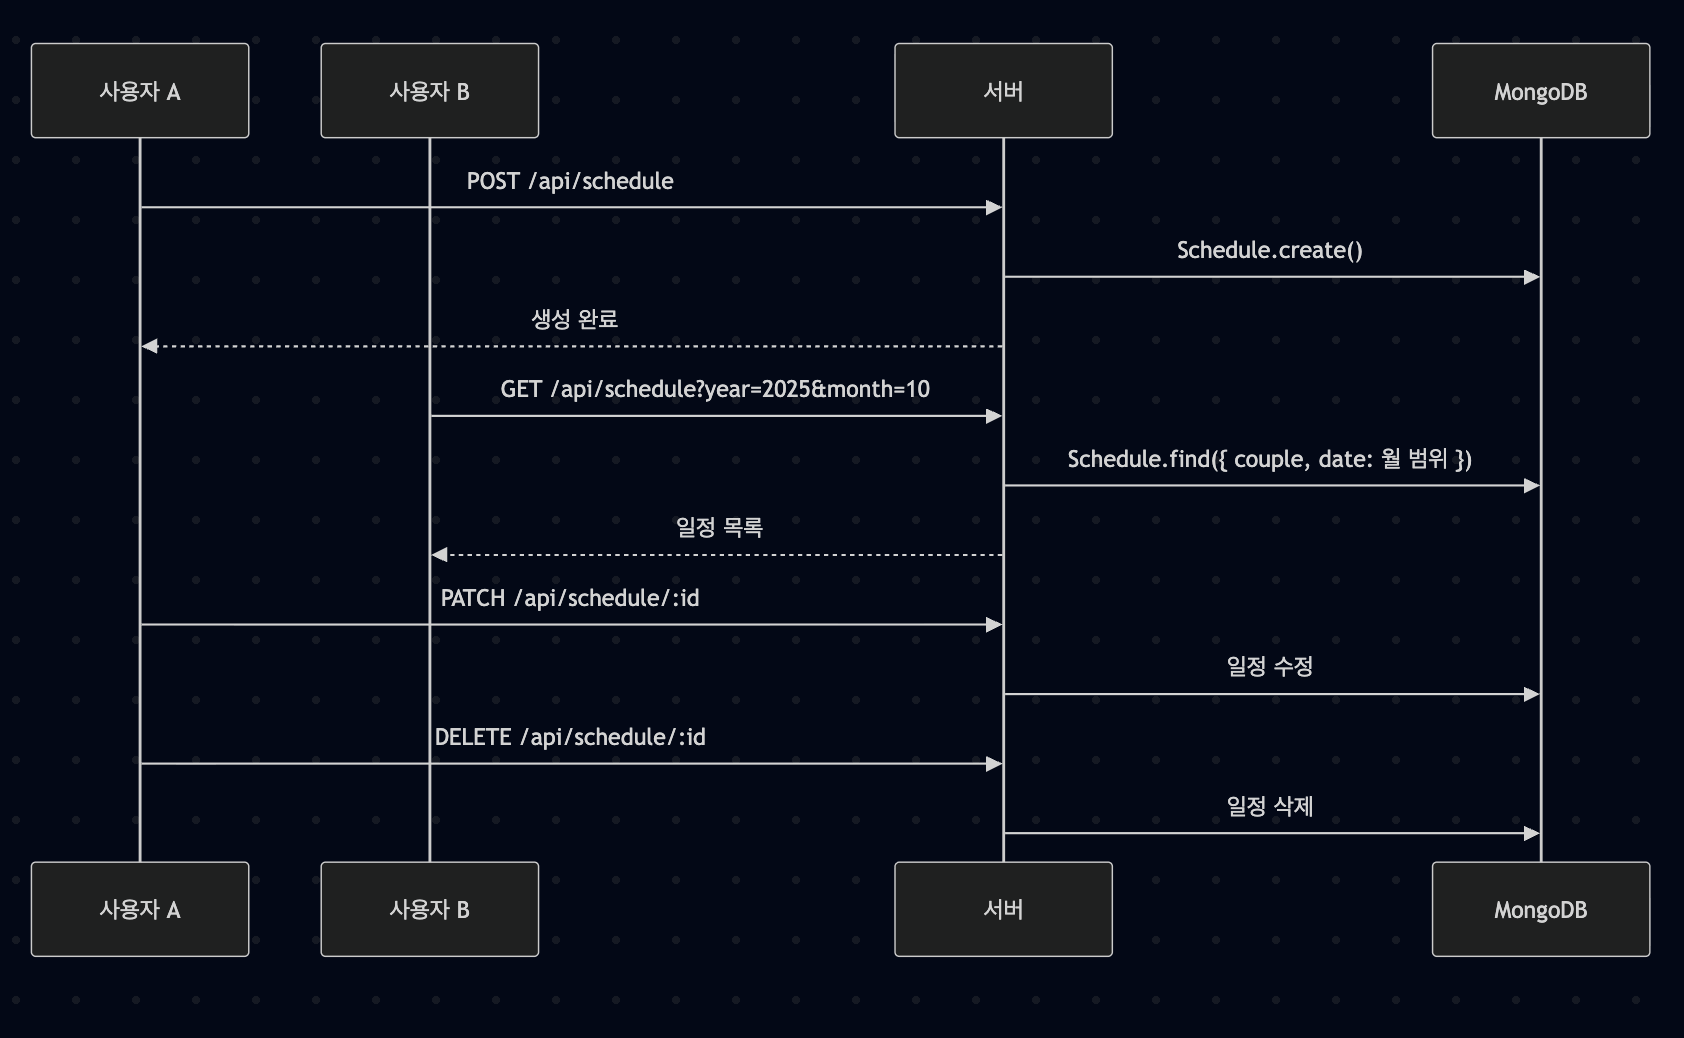 사용자 A
사용자 B
서버
MongoDB
POST /api/schedule
Schedule.create()
생성 완료
GET /api/schedule?year=2025&month=10
Schedule.find({ couple, date: 월 범위 })
일정 목록
PATCH /api/schedule/:id
일정 수정
DELETE /api/schedule/:id
일정 삭제
사용자 A
사용자 B
서버
MongoDB